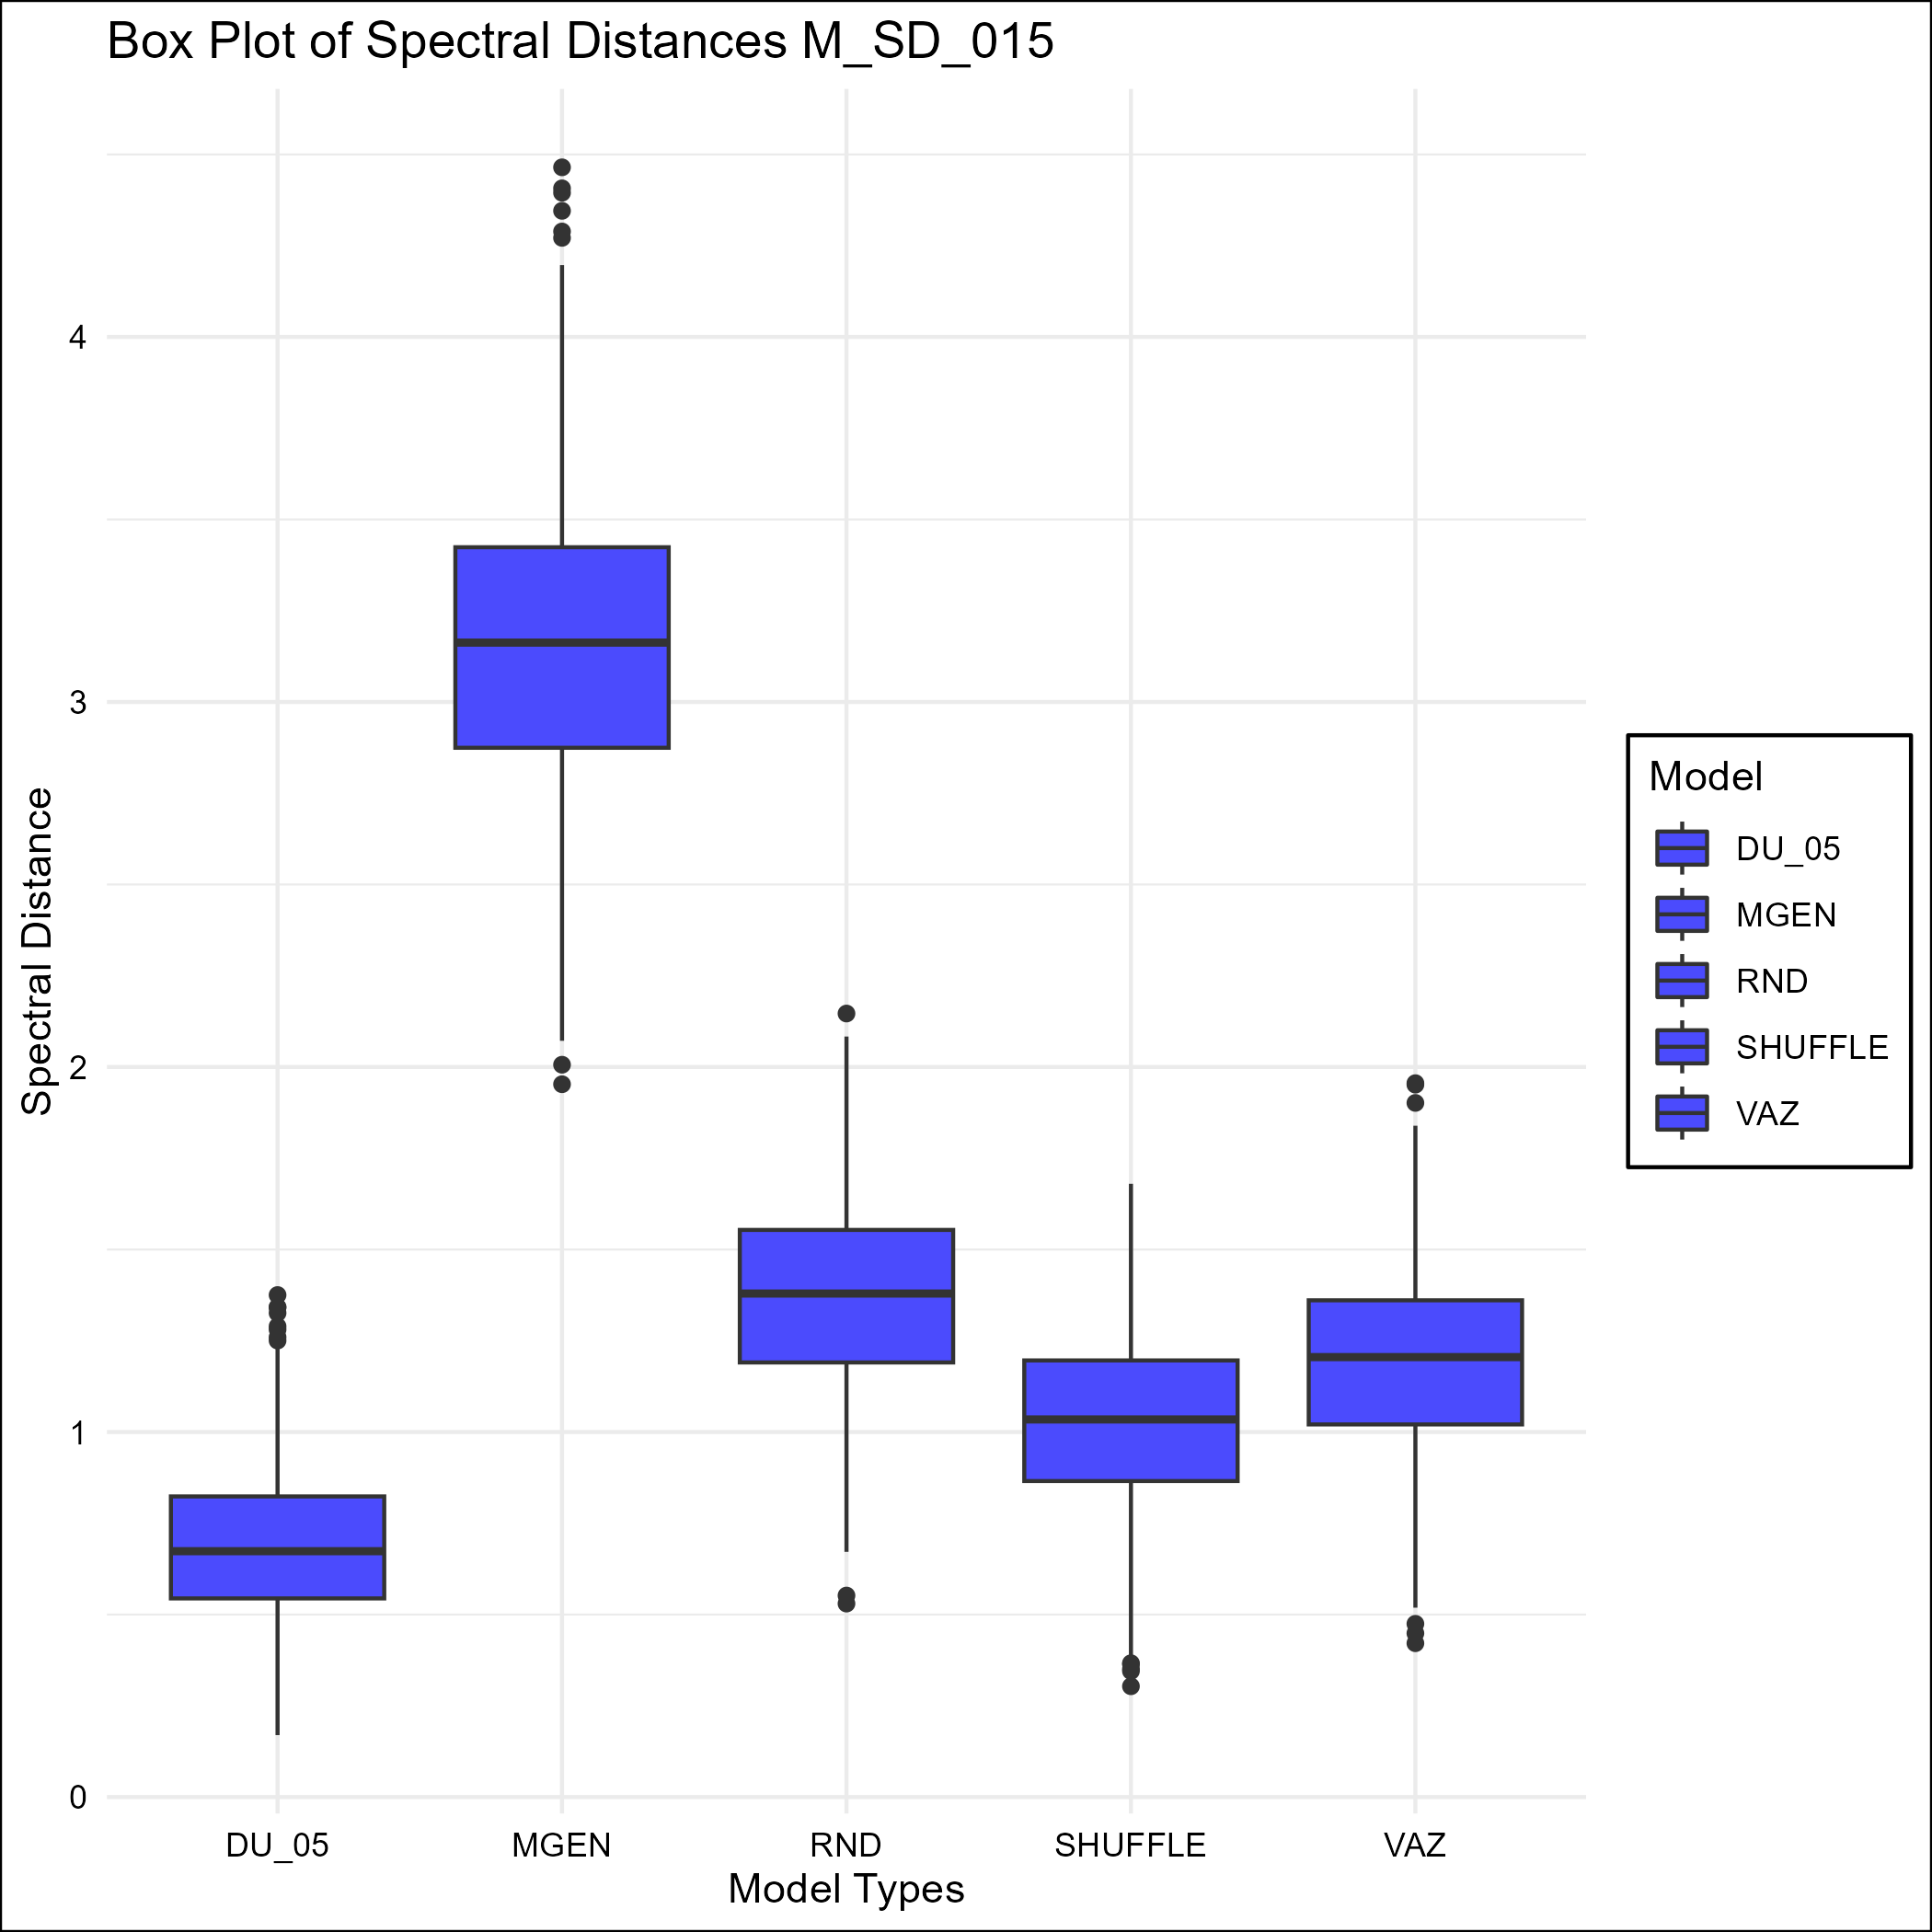 Box Plot of Spectral Distances M_SD_015
Spectral Distance
4
3
2
1
0
DU_05
MGEN
RND
SHUFFLE
VAZ
Model Types
Model
DU_05
MGEN
RND
SHUFFLE
VAZ